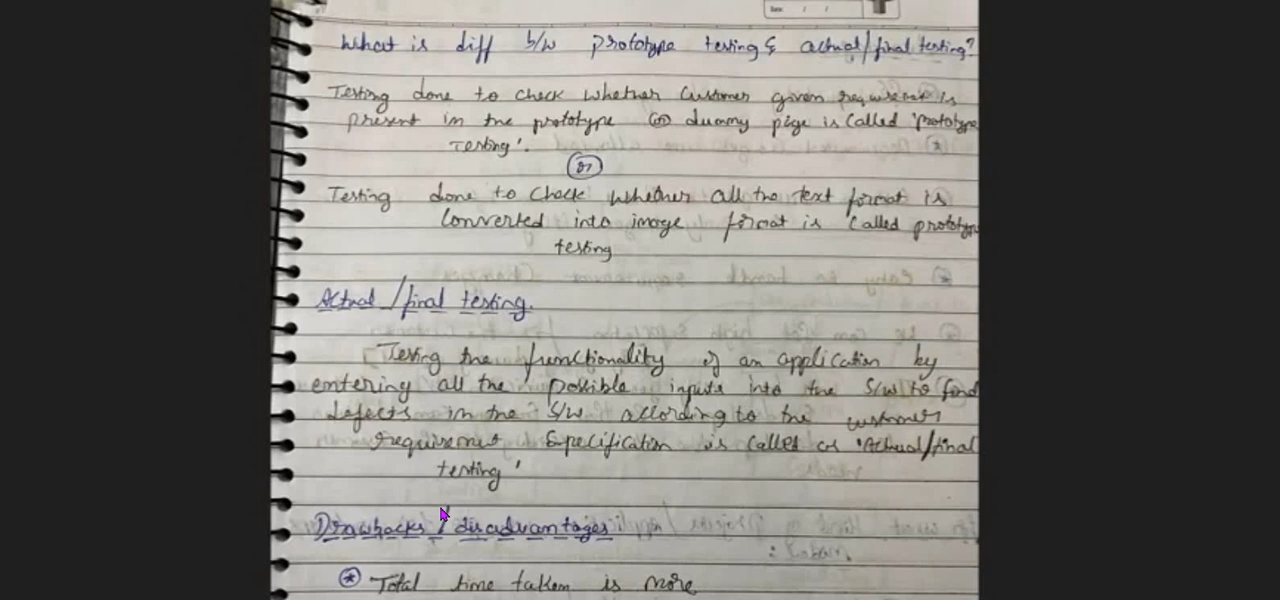 Date: / /
What is diff b/w prototype testing & actual/final testing?
Testing done to check whether customer given requirement is
present in the prototype (or) dummy page is called 'prototype
Testing'.
(or)
Testing done to check whether all the text format is
converted into image format is called prototype
testing
Actual /final testing.
Testing the functionality of an application by
entering all the possible inputs into the S/w to find
defects in the S/w according to the customer
requirement specification is called as 'Actual/final
testing'
Drawbacks / disadvantages
* Total time taken is more